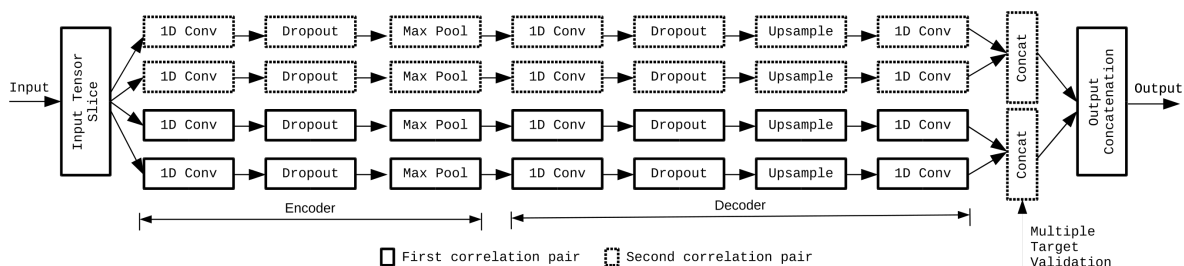 Input
Input Tensor
Slice
1D Conv Dropout Max Pool 1D Conv Dropout Upsample 1D Conv
1D Conv Dropout Max Pool 1D Conv Dropout Upsample 1D Conv
1D Conv Dropout Max Pool 1D Conv Dropout Upsample 1D Conv
1D Conv Dropout Max Pool 1D Conv Dropout Upsample 1D Conv
Concat
Concat
Output
Concatenation
Output
Encoder
Decoder
Multiple
Target
Validation
First correlation pair
Second correlation pair